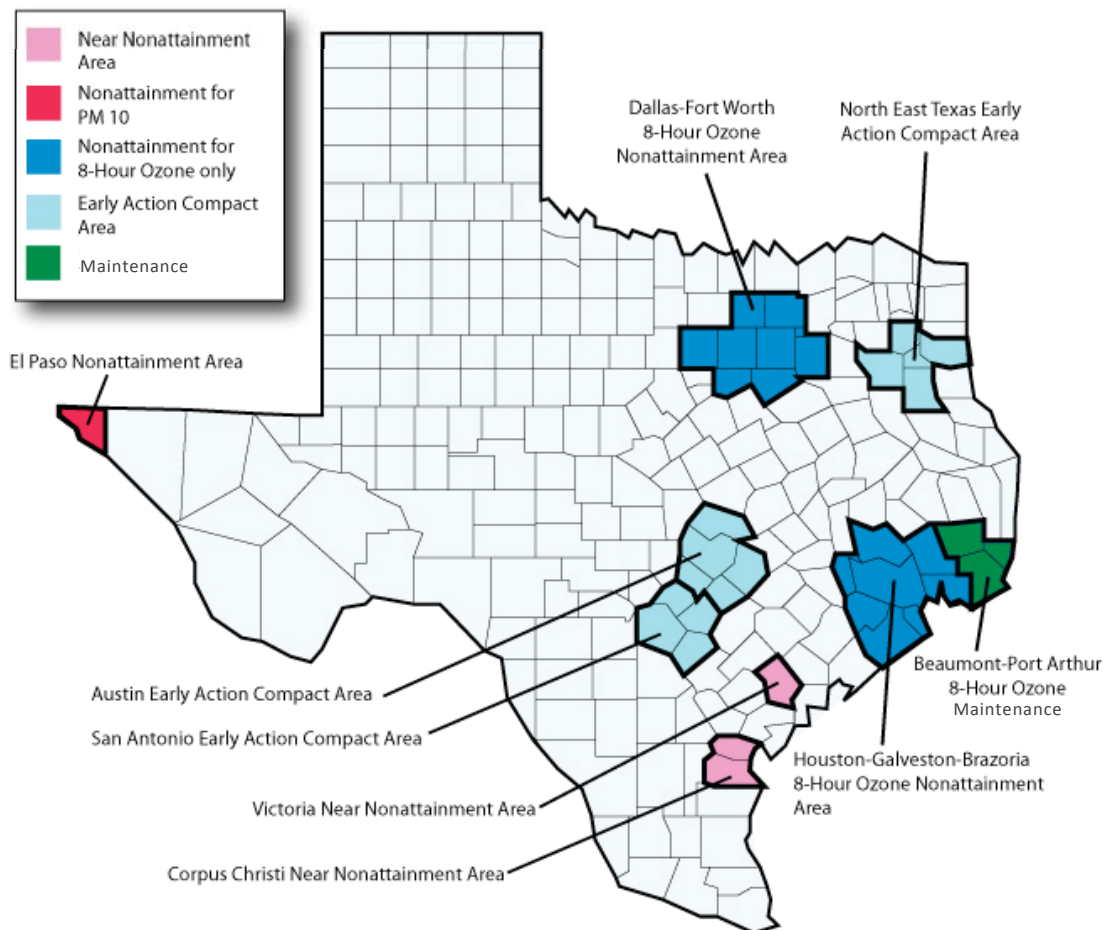 Near Nonattainment
Area
Nonattainment for
PM 10
Nonattainment for
8-Hour Ozone only
Early Action Compact
Area
Maintenance
Dallas-Fort Worth
8-Hour Ozone
Nonattainment Area
North East Texas Early
Action Compact Area
El Paso Nonattainment Area
Austin Early Action Compact Area
San Antonio Early Action Compact Area
Victoria Near Nonattainment Area
Corpus Christi Near Nonattainment Area
Beaumont-Port Arthur
8-Hour Ozone
Maintenance
Houston-Galveston-Brazoria
8-Hour Ozone Nonattainment
Area